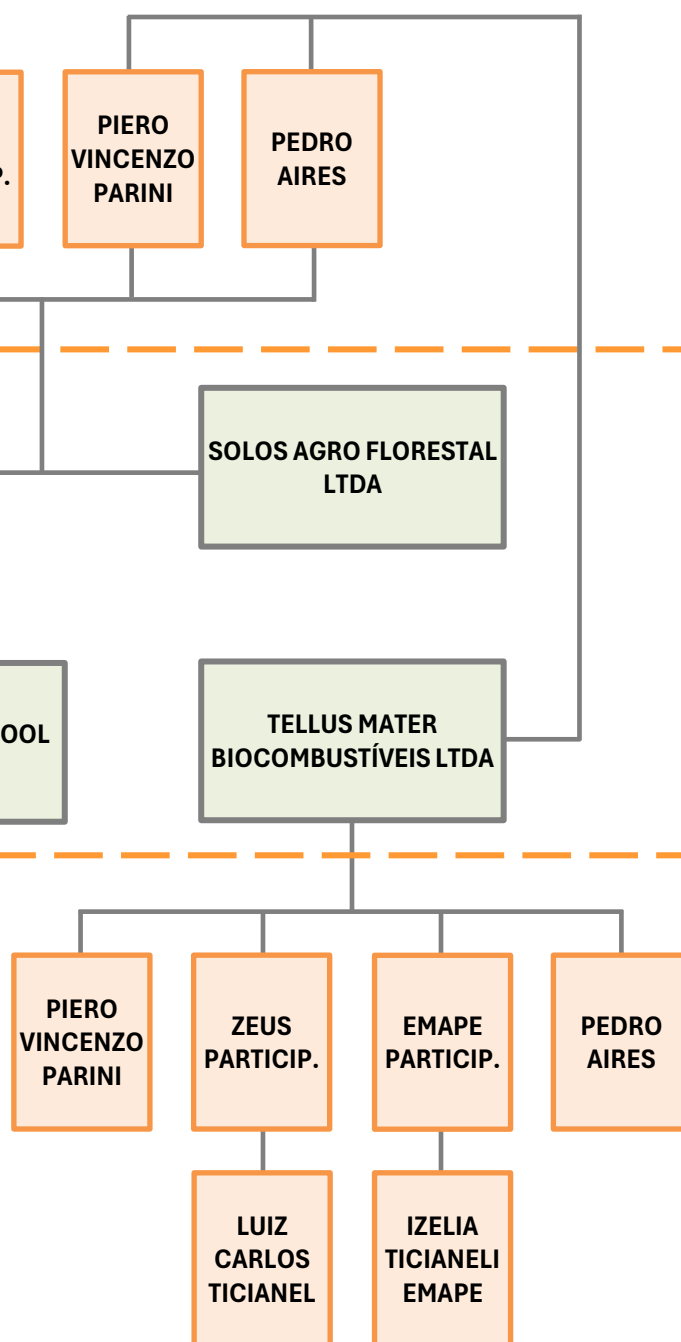 P.
PIERO
VINCENZO
PARINI
PEDRO
AIRES
SOLOS AGRO FLORESTAL
LTDA
OOL
TELLUS MATER
BIOCOMBUSTÍVEIS LTDA
PIERO
VINCENZO
PARINI
ZEUS
PARTICIP.
EMAPE
PARTICIP.
PEDRO
AIRES
LUIZ
CARLOS
TICIANEL
IZELIA
TICIANELI
EMAPE